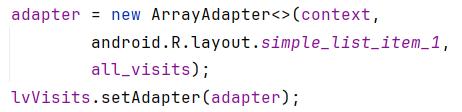 adapter = new ArrayAdapter<>(context,
android.R.layout.simple_list_item_1,
all_visits);
lvVisits.setAdapter(adapter);